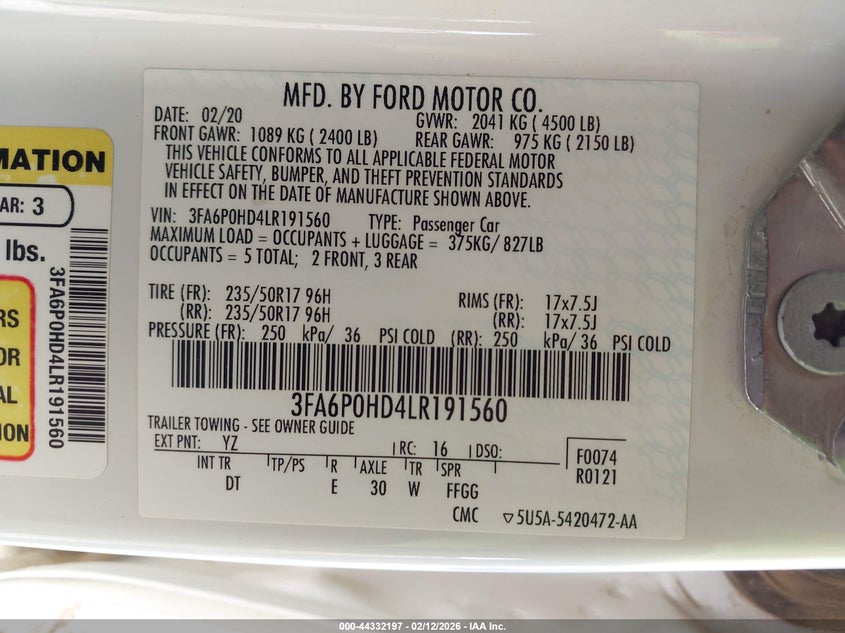 MFD. BY FORD MOTOR CO.
DATE: 02/20 GVWR: 2041 KG ( 4500 LB)
FRONT GAWR: 1089 KG ( 2400 LB) REAR GAWR: 975 KG ( 2150 LB)
THIS VEHICLE CONFORMS TO ALL APPLICABLE FEDERAL MOTOR
VEHICLE SAFETY, BUMPER, AND THEFT PREVENTION STANDARDS
IN EFFECT ON THE DATE OF MANUFACTURE SHOWN ABOVE.
VIN: 3FA6P0HD4LR191560 TYPE: Passenger Car
MAXIMUM LOAD = OCCUPANTS + LUGGAGE = 375KG/ 827LB
OCCUPANTS = 5 TOTAL; 2 FRONT, 3 REAR
TIRE (FR): 235/50R17 96H RIMS (FR): 17x7.5J
(RR): 235/50R17 96H (RR): 17x7.5J
PRESSURE (FR): 250 kPa/ 36 PSI COLD (RR): 250 kPa/ 36 PSI COLD
3FA6P0HD4LR191560
TRAILER TOWING - SEE OWNER GUIDE
EXT PNT: YZ RC: 16 DSO: F0074
R0121
INT TR TP/PS R AXLE TR SPR
DT E 30 W FFGG
CMC ▽5U5A-5420472-AA
MATION
AR: 3
lbs.
3FA6P0HD4LR191560
RS
OR
AL
ION
000-44332197 - 02/12/2026 - IAA Inc.